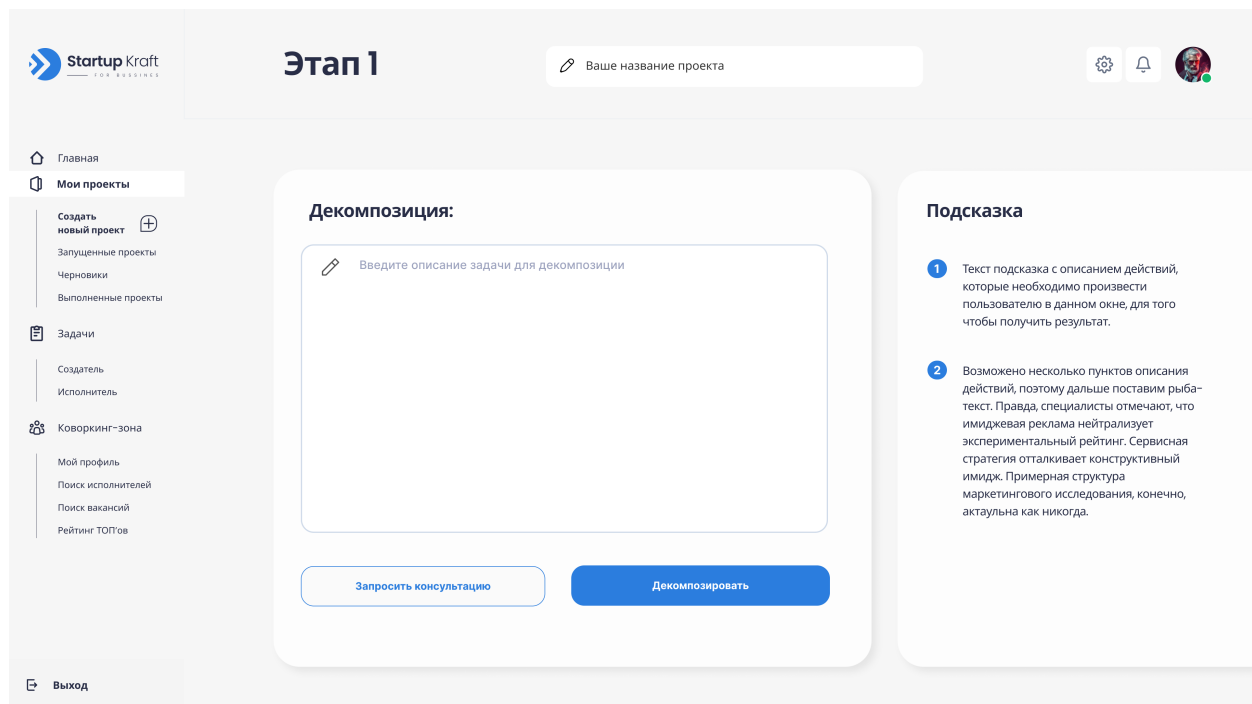 Startup Kraft
FOR BUSSINES
Этап 1
Ваше название проекта
Главная
Мои проекты
Создать
новый проект
Запущенные проекты
Черновики
Выполненные проекты
Задачи
Создатель
Исполнитель
Коворкинг-зона
Мой профиль
Поиск исполнителей
Поиск вакансий
Рейтинг ТОП'ов
Выход
Декомпозиция:
Введите описание задачи для декомпозиции
Запросить консультацию
Декомпозировать
Подсказка
1
Текст подсказка с описанием действий,
которые необходимо произвести
пользователю в данном окне, для того
чтобы получить результат.
2
Возможено несколько пунктов описания
действий, поэтому дальше поставим рыба-
текст. Правда, специалисты отмечают, что
имиджевая реклама нейтрализует
экспериментальный рейтинг. Сервисная
стратегия отталкивает конструктивный
имидж. Примерная структура
маркетингового исследования, конечно,
актаульна как никогда.